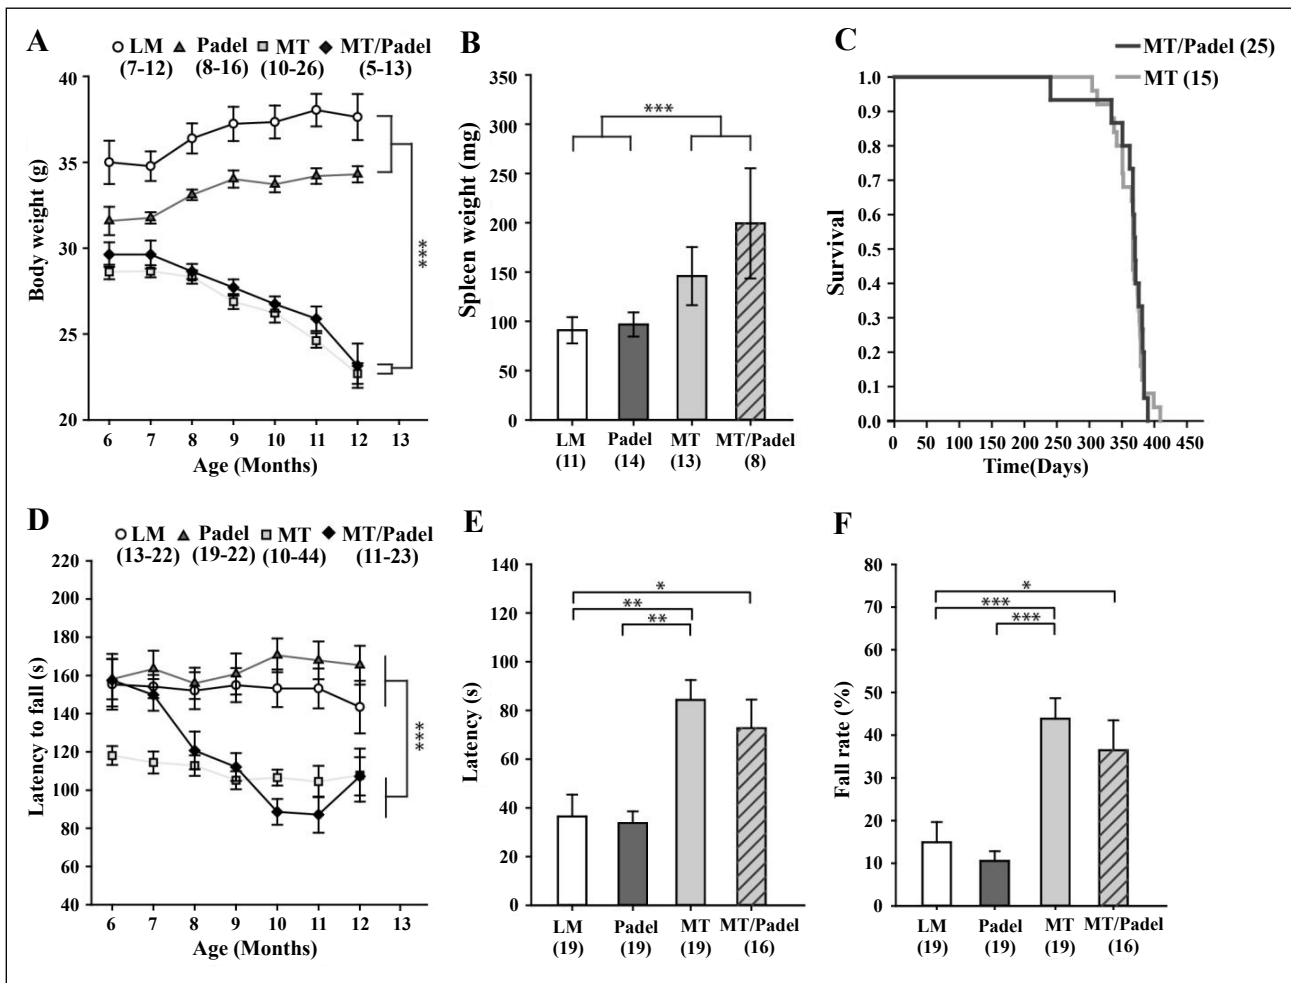 A
LM Padel MT MT/Padel
(7-12) (8-16) (10-26) (5-13)
40
35
30
25
20
Body weight (g)
6 7 8 9 10 11 12 13
Age (Months)
***
B
400
350
300
250
200
150
100
50
0
Spleen weight (mg)
***
LM Padel MT MT/Padel
(11) (14) (13) (8)
C
MT/Padel (25)
MT (15)
1.0
0.9
0.8
0.7
0.6
0.5
0.4
0.3
0.2
0.1
0.0
Survival
0 50 100 150 200 250 300 350 400 450
Time(Days)
D
LM Padel MT MT/Padel
(13-22) (19-22) (10-44) (11-23)
220
200
180
160
140
120
100
80
60
40
Latency to fall (s)
6 7 8 9 10 11 12 13
Age (Months)
***
E
140
120
100
80
60
40
20
0
Latency (s)
*
**
**
LM Padel MT MT/Padel
(19) (19) (19) (16)
F
80
70
60
50
40
30
20
10
0
Fall rate (%)
*
***
***
LM Padel MT MT/Padel
(19) (19) (19) (16)